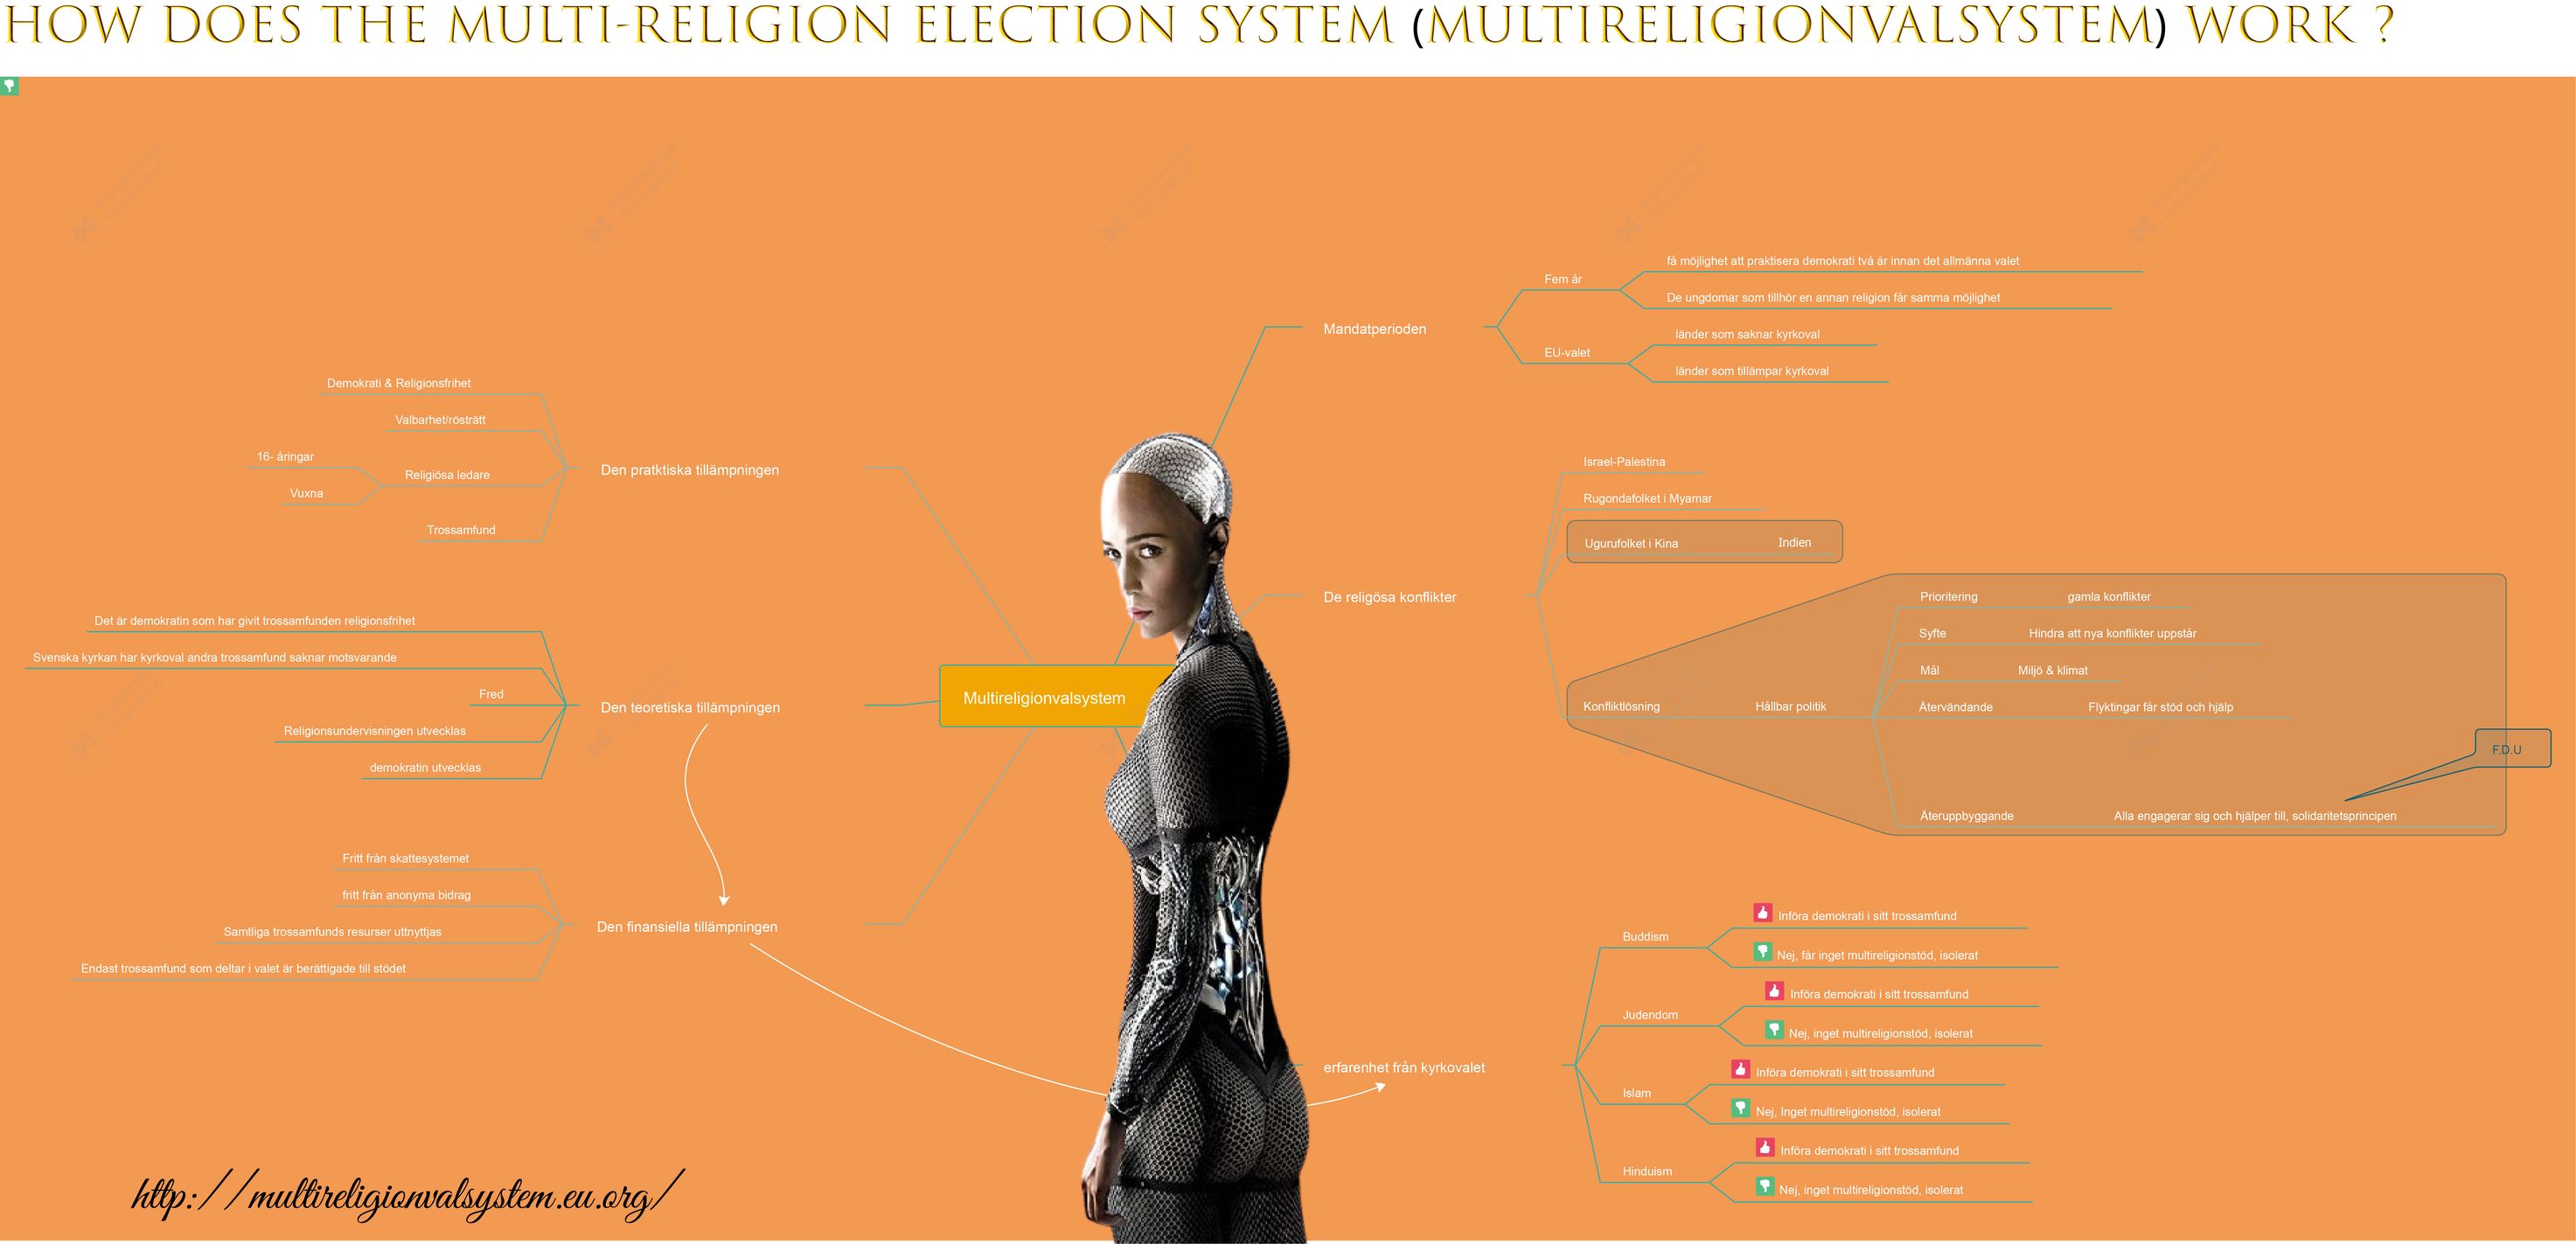 HOW DOES THE MULTI-RELIGION ELECTION SYSTEM (MULTIRELIGIONVALSYSTEM) WORK ?
Multireligionvalsystem
Den pratktiska tillämpningen
Demokrati & Religionsfrihet
Valbarhet/rösträtt
Religiösa ledare
16- åringar
Vuxna
Trossamfund
Den teoretiska tillämpningen
Det är demokratin som har givit trossamfunden religionsfrihet
Svenska kyrkan har kyrkoval andra trossamfund saknar motsvarande
Fred
Religionsundervisningen utvecklas
demokratin utvecklas
Den finansiella tillämpningen
Fritt från skattesystemet
fritt från anonyma bidrag
Samtliga trossamfunds resurser uttnyttjas
Endast trossamfund som deltar i valet är berättigade till stödet
Mandatperioden
Fem år
få möjlighet att praktisera demokrati två år innan det allmänna valet
De ungdomar som tillhör en annan religion får samma möjlighet
EU-valet
länder som saknar kyrkoval
länder som tillämpar kyrkoval
De religösa konflikter
Israel-Palestina
Rugondafolket i Myamar
Ugurufolket i Kina
Indien
Konfliktlösning
Hållbar politik
Prioritering
gamla konflikter
Syfte
Hindra att nya konflikter uppstår
Mål
Miljö & klimat
Återvändande
Flyktingar får stöd och hjälp
F.D.U
Återuppbyggande
Alla engagerar sig och hjälper till, solidaritetsprincipen
erfarenhet från kyrkovalet
Buddism
Införa demokrati i sitt trossamfund
Nej, får inget multireligionstöd, isolerat
Judendom
Införa demokrati i sitt trossamfund
Nej, inget multireligionstöd, isolerat
Islam
Införa demokrati i sitt trossamfund
Nej, Inget multireligionstöd, isolerat
Hinduism
Införa demokrati i sitt trossamfund
Nej, inget multireligionstöd, isolerat
http://multireligionvalsystem.eu.org/